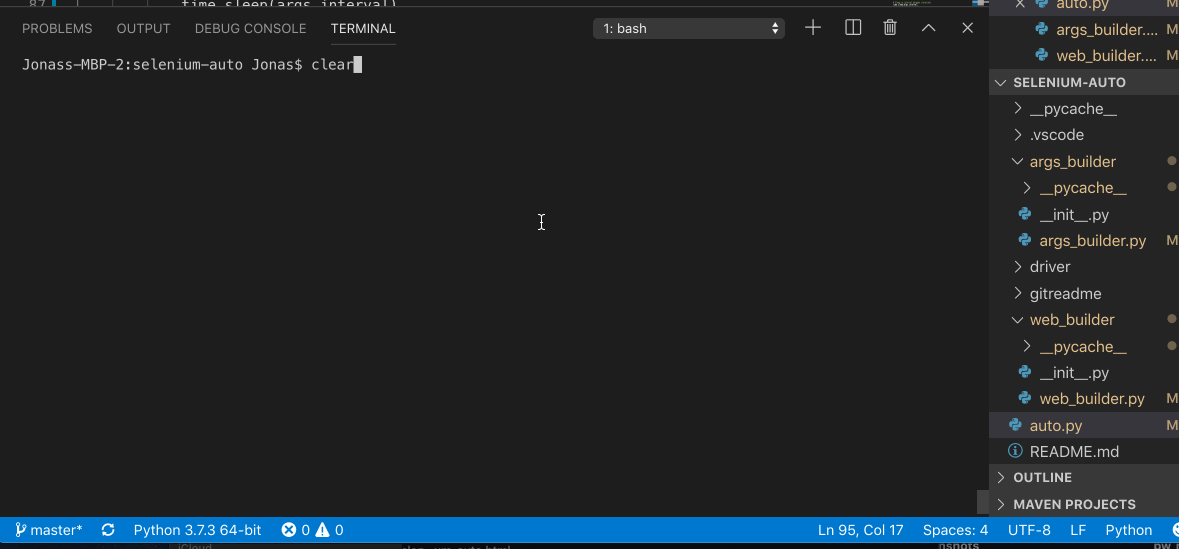 87 time.sleep(args.interval)
PROBLEMS OUTPUT DEBUG CONSOLE TERMINAL 1: bash
Jonass-MBP-2:selenium-auto Jonas$ clear
auto.py
args_builder.... M
web_builder.... M
SELENIUM-AUTO
__pycache__
.vscode
args_builder
__pycache__
__init__.py
args_builder.py M
driver
gitreadme
web_builder
__pycache__
__init__.py
web_builder.py M
auto.py M
README.md
OUTLINE
MAVEN PROJECTS
master* Python 3.7.3 64-bit 0 0 Ln 95, Col 17 Spaces: 4 UTF-8 LF Python